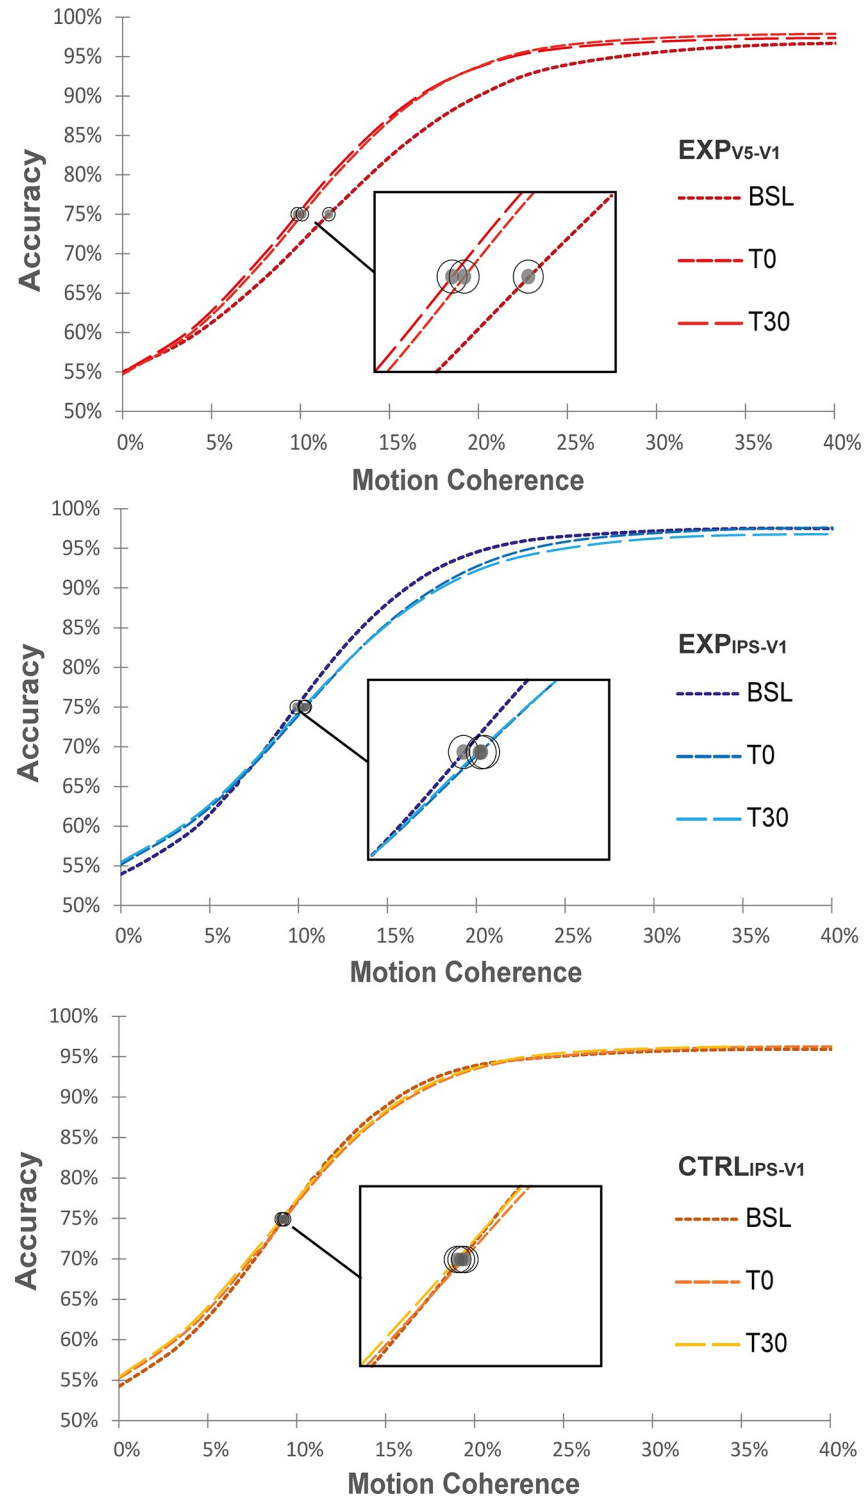 100%
95%
90%
85%
80%
75%
70%
65%
60%
55%
50%
Accuracy
0% 5% 10% 15% 20% 25% 30% 35% 40%
Motion Coherence
EXPV5-V1
BSL
T0
T30
100%
95%
90%
85%
80%
75%
70%
65%
60%
55%
50%
Accuracy
0% 5% 10% 15% 20% 25% 30% 35% 40%
Motion Coherence
EXPIPS-V1
BSL
T0
T30
100%
95%
90%
85%
80%
75%
70%
65%
60%
55%
50%
Accuracy
0% 5% 10% 15% 20% 25% 30% 35% 40%
Motion Coherence
CTRLIPS-V1
BSL
T0
T30